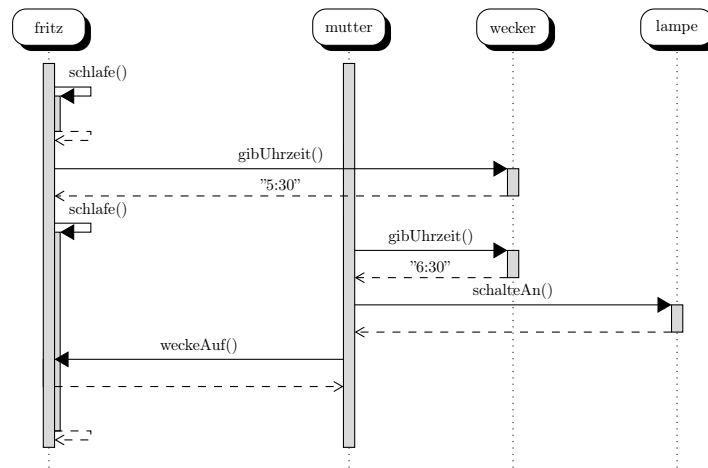 fritz
mutter
wecker
lampe
schlafe()
gibUhrzeit()
”5:30”
schlafe()
gibUhrzeit()
”6:30”
schalteAn()
weckeAuf()